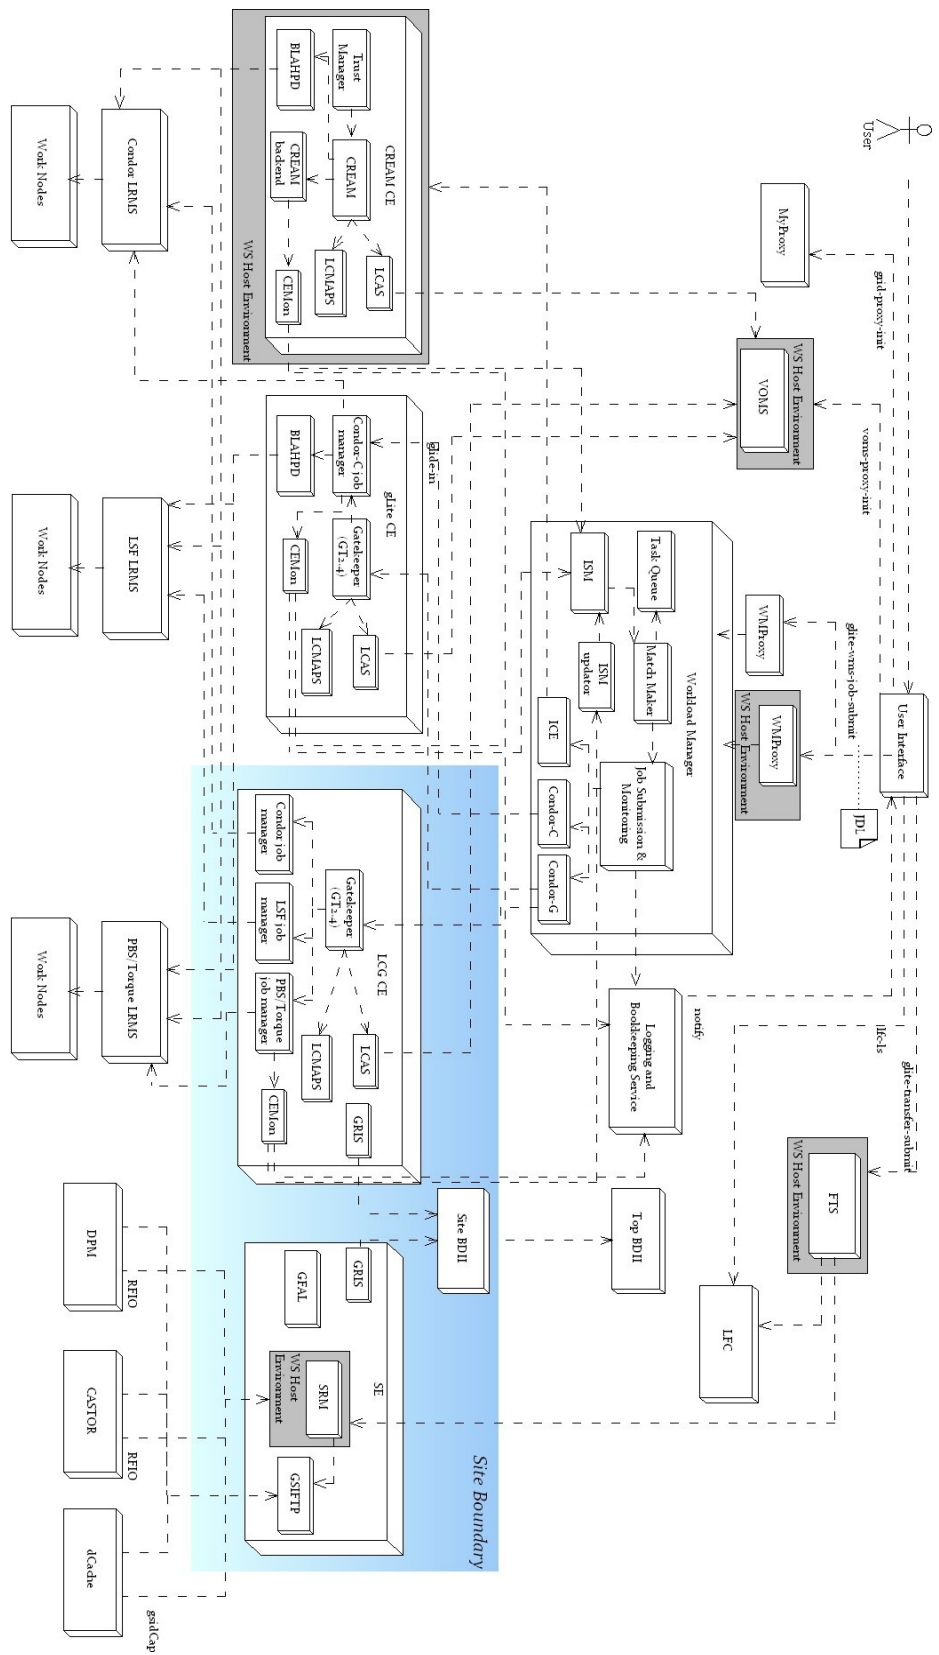 User
User Interface
MyProxy
grid-proxy-init
WS Host Environment
VOMS
voms-proxy-init
WMProxy
glite-wms-job-submit
WMProxy
WS Host Environment
JDL
notify
lfc-ls
glite-transfer-submit
FTS
WS Host Environment
LFC
Workload Manager
Task Queue
Match Maker
Job Submission &
Monitoring
ISM
ISM
updator
ICE
Condor-C
Condor-G
Logging and
Bookkeeping Service
Top BDII
Site BDII
Site Boundary
CREAM CE
Trust
Manager
CREAM
LCAS
LCMAPS
BLAHPD
CREAM
backend
CEMon
WS Host Environment
glide-in
gLite CE
Condor-C job
manager
Gatekeeper
(GT2.4)
LCAS
LCMAPS
BLAHPD
CEMon
LCG CE
Gatekeeper
(GT2.4)
LCAS
LCMAPS
GRIS
Condor job
manager
LSF job
manager
PBS/Torque
job manager
CEMon
SE
GRIS
GFAL
SRM
WS Host
Environment
GSIFTP
Condor LRMS
Work Nodes
LSF LRMS
Work Nodes
PBS/Torque LRMS
Work Nodes
DPM
RFIO
CASTOR
RFIO
dCache
gsidCap